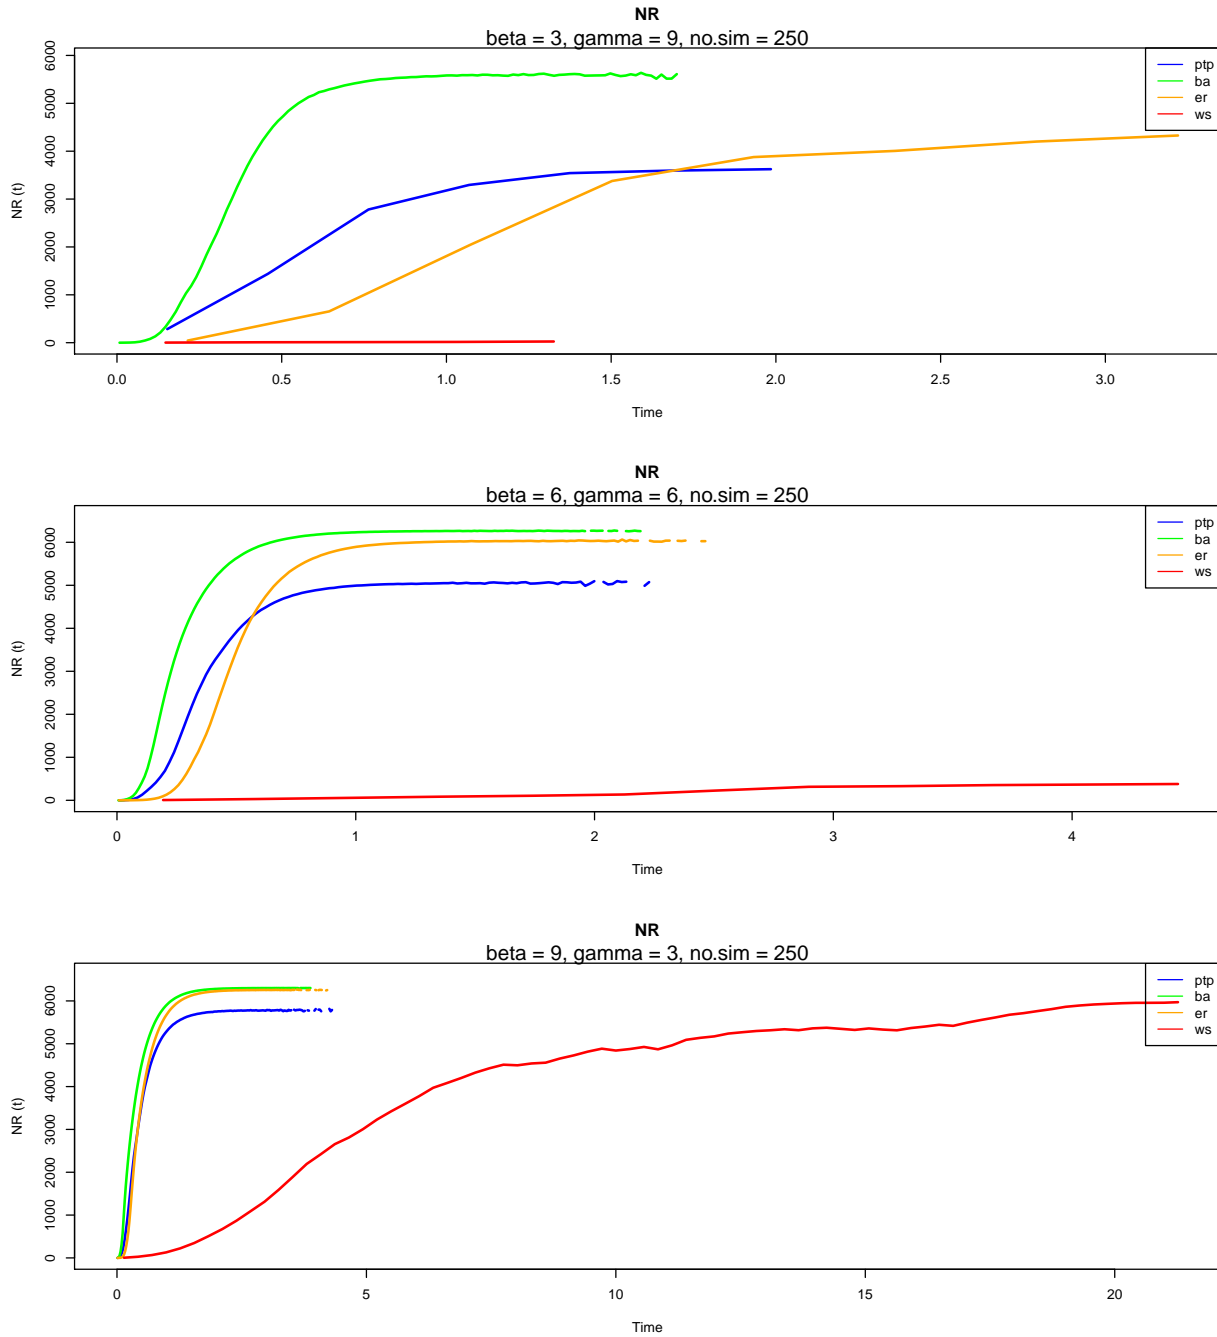 NR
beta = 3, gamma = 9, no.sim = 250
NR (t)
6000
5000
4000
3000
2000
1000
0
ptp
ba
er
ws
0.0 0.5 1.0 1.5 2.0 2.5 3.0
Time
NR
beta = 6, gamma = 6, no.sim = 250
NR (t)
6000
5000
4000
3000
2000
1000
0
ptp
ba
er
ws
0 1 2 3 4
Time
NR
beta = 9, gamma = 3, no.sim = 250
NR (t)
6000
5000
4000
3000
2000
1000
0
ptp
ba
er
ws
0 5 10 15 20
Time